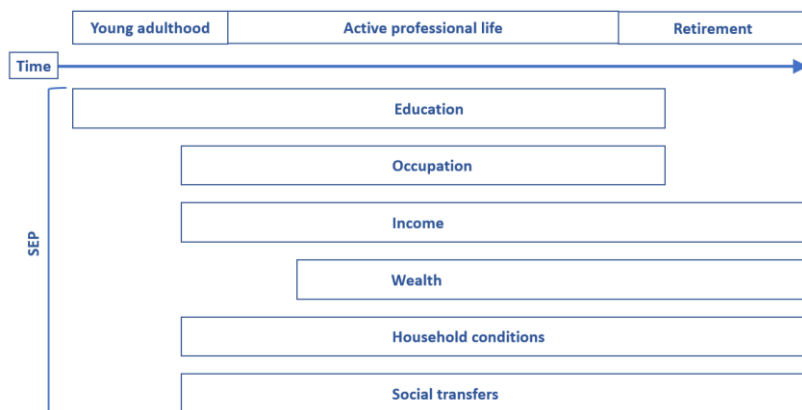 Young adulthood
Active professional life
Retirement
Time
Education
Occupation
Income
SEP
Wealth
Household conditions
Social transfers